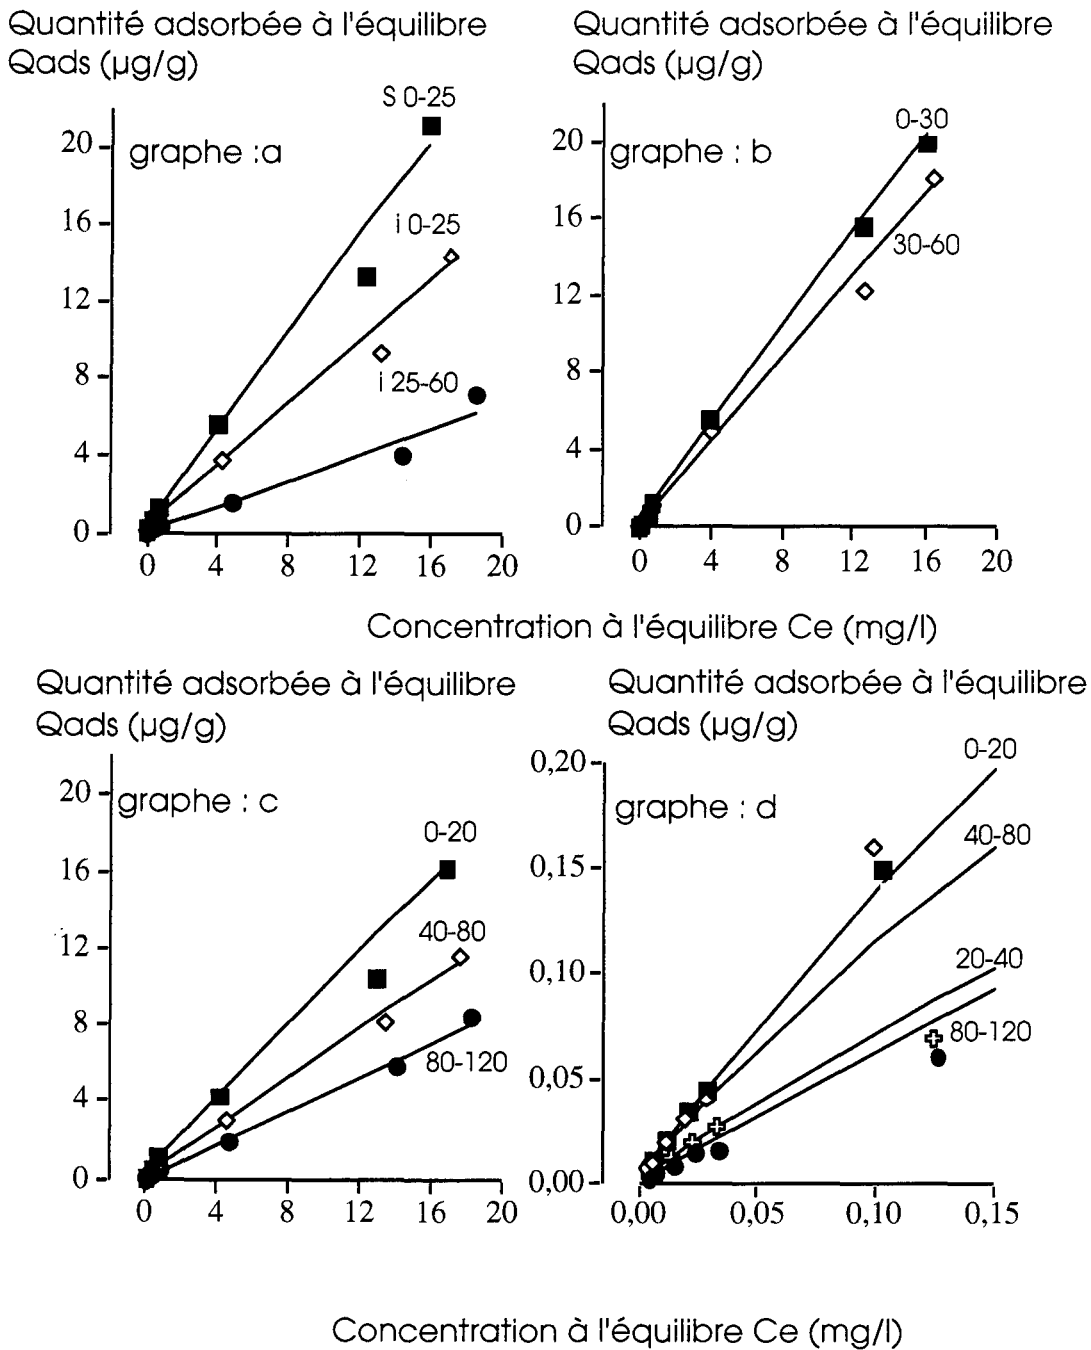 Quantité adsorbée à l'équilibre
Qads (µg/g)
S 0-25
20
graphe :a
16
i 0-25
12
8
i 25-60
4
0
0 4 8 12 16 20
Quantité adsorbée à l'équilibre
Qads (µg/g)
0-30
20
graphe : b
16
30-60
12
8
4
0
0 4 8 12 16 20
Concentration à l'équilibre Ce (mg/l)
Quantité adsorbée à l'équilibre
Qads (µg/g)
20
graphe : c
0-20
16
40-80
12
8
80-120
4
0
0 4 8 12 16 20
Quantité adsorbée à l'équilibre
Qads (µg/g)
0-20
0,20
graphe : d
40-80
0,15
20-40
0,10
80-120
0,05
0,00
0,00 0,05 0,10 0,15
Concentration à l'équilibre Ce (mg/l)